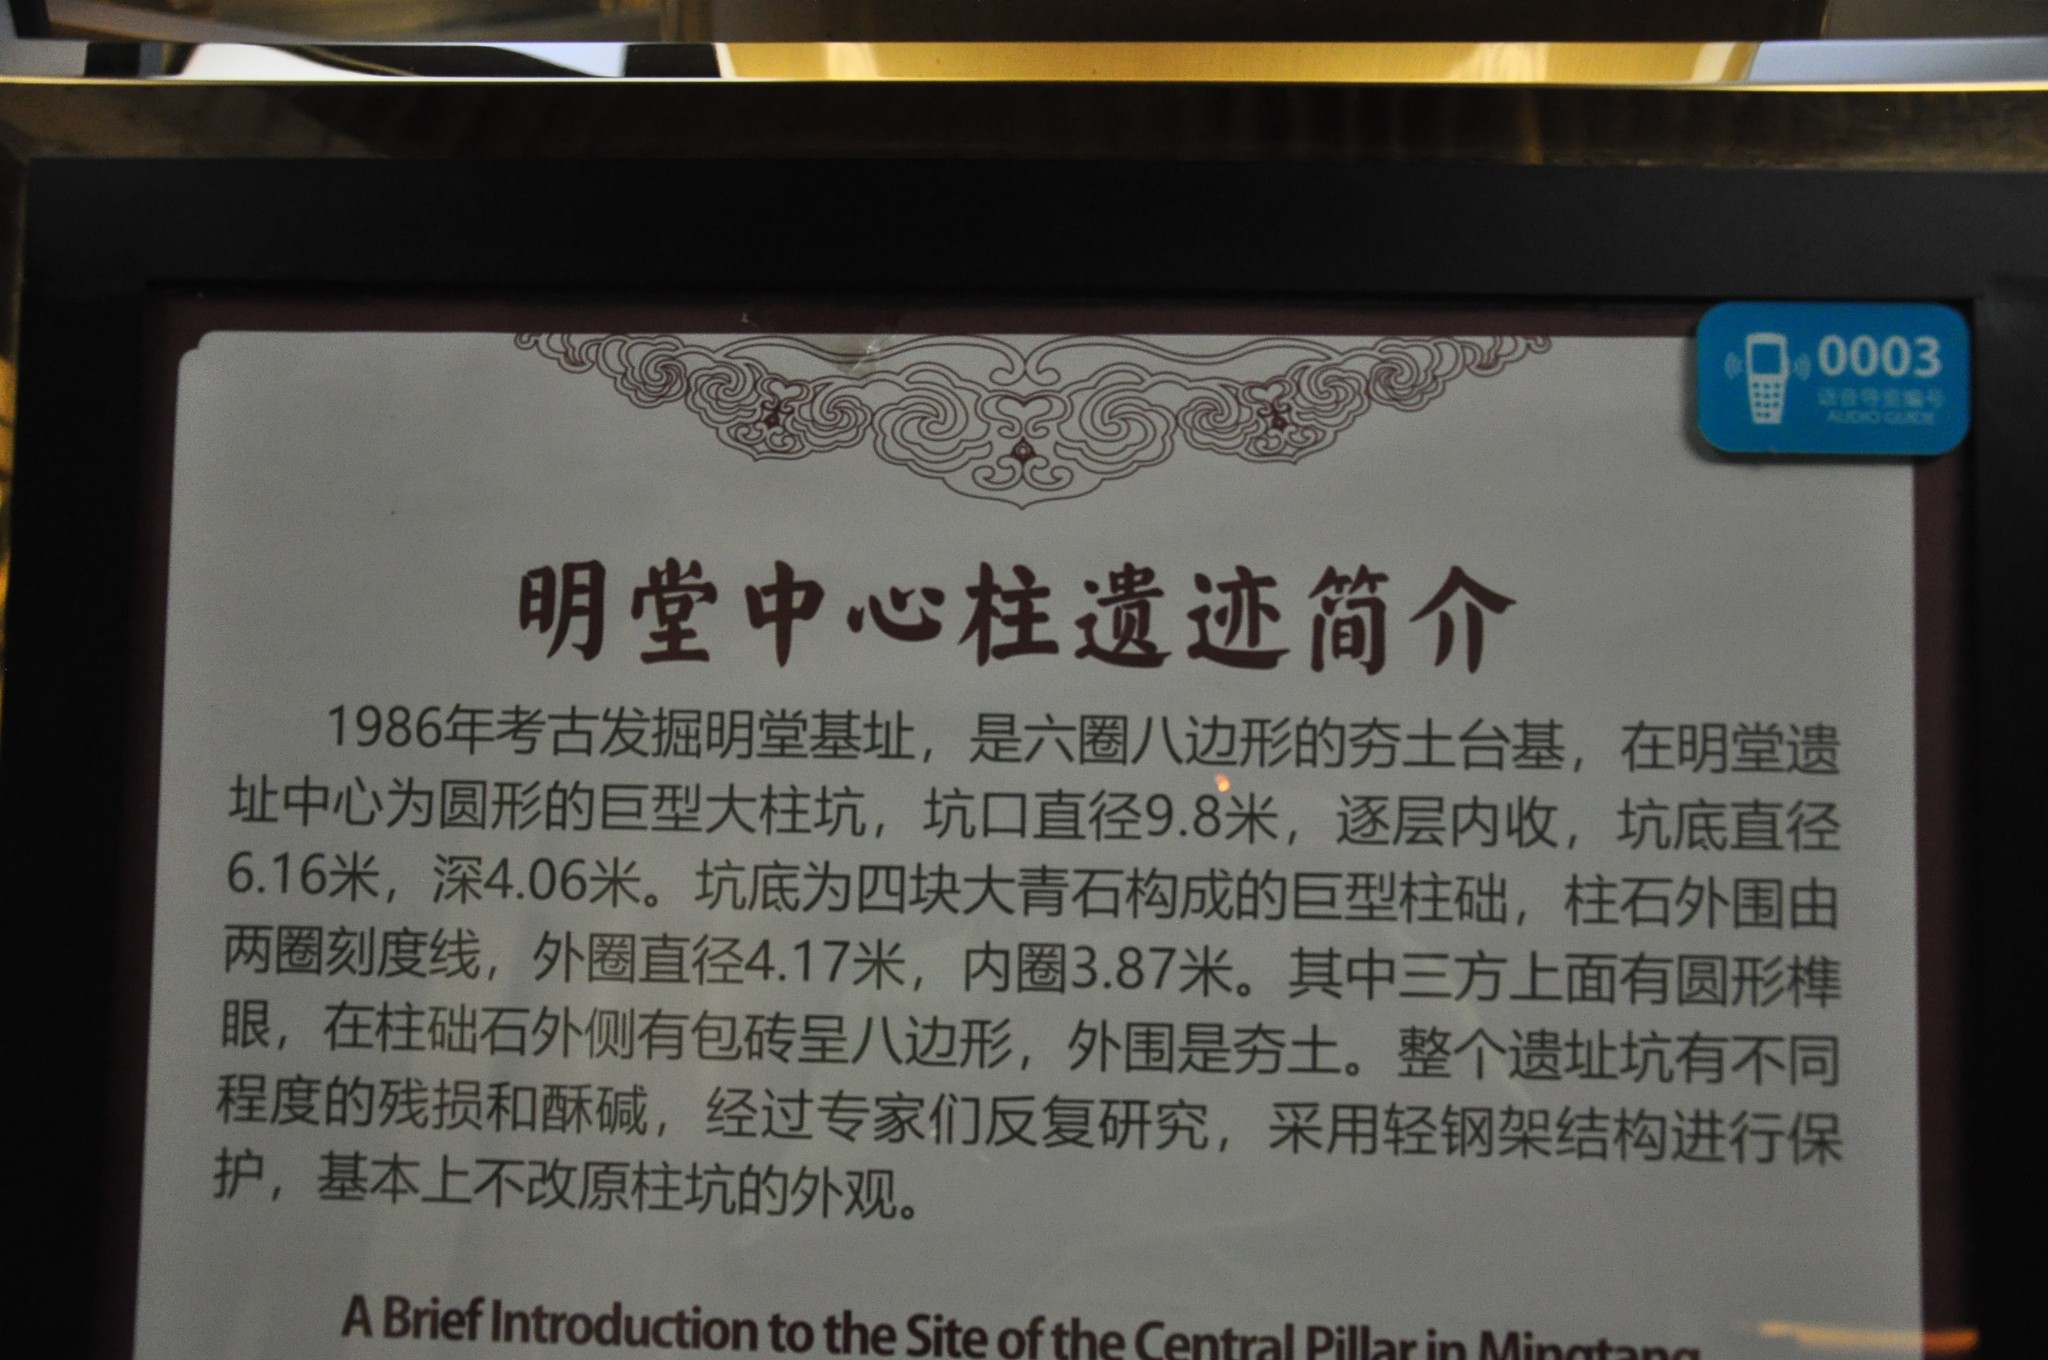 0003
语音导览编号
AUDIO GUIDE
明堂中心柱遗迹简介
1986年考古发掘明堂基址，是六圈八边形的夯土台基，在明堂遗
址中心为圆形的巨型大柱坑，坑口直径9.8米，逐层内收，坑底直径
6.16米，深4.06米。坑底为四块大青石构成的巨型柱础，柱石外围由
两圈刻度线，外圈直径4.17米，内圈3.87米。其中三方上面有圆形榫
眼，在柱础石外侧有包砖呈八边形，外围是夯土。整个遗址坑有不同
程度的残损和酥碱，经过专家们反复研究，采用轻钢架结构进行保
护，基本上不改原柱坑的外观。
A Brief Introduction to the Site of the Central Pillar in Mingtang